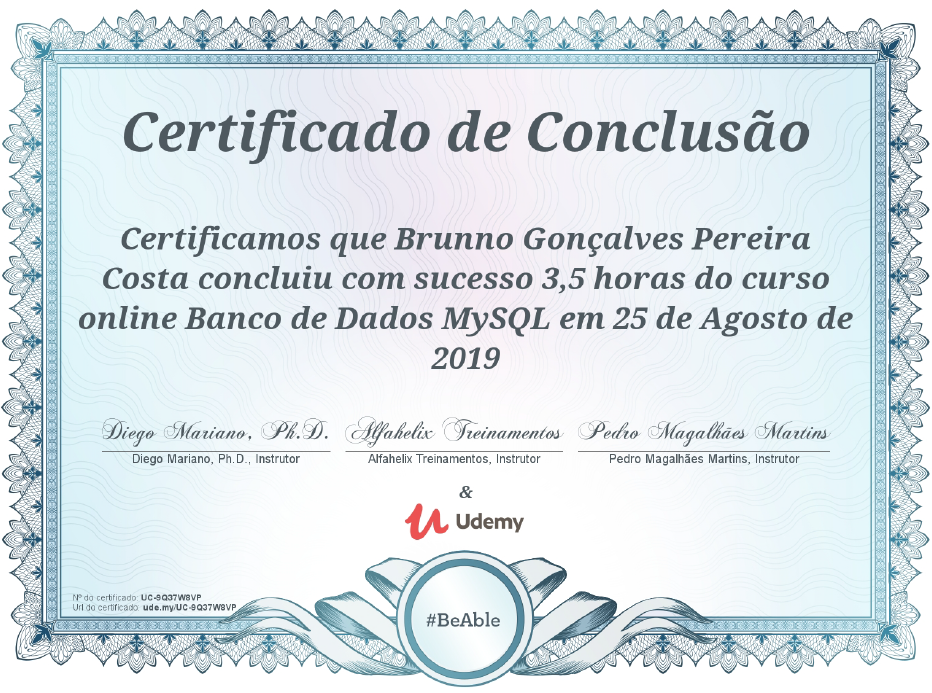 Certificado de Conclusão
Certificamos que Brunno Gonçalves Pereira
Costa concluiu com sucesso 3,5 horas do curso
online Banco de Dados MySQL em 25 de Agosto de
2019
Diego Mariano, Ph.D. Alfahelix Treinamentos Pedro Magalhães Martins
Diego Mariano, Ph.D., Instrutor Alfahelix Treinamentos, Instrutor Pedro Magalhães Martins, Instrutor
&
Udemy
Nº do certificado: UC-9Q37W8VP
Url do certificado: ude.my/UC-9Q37W8VP
#BeAble